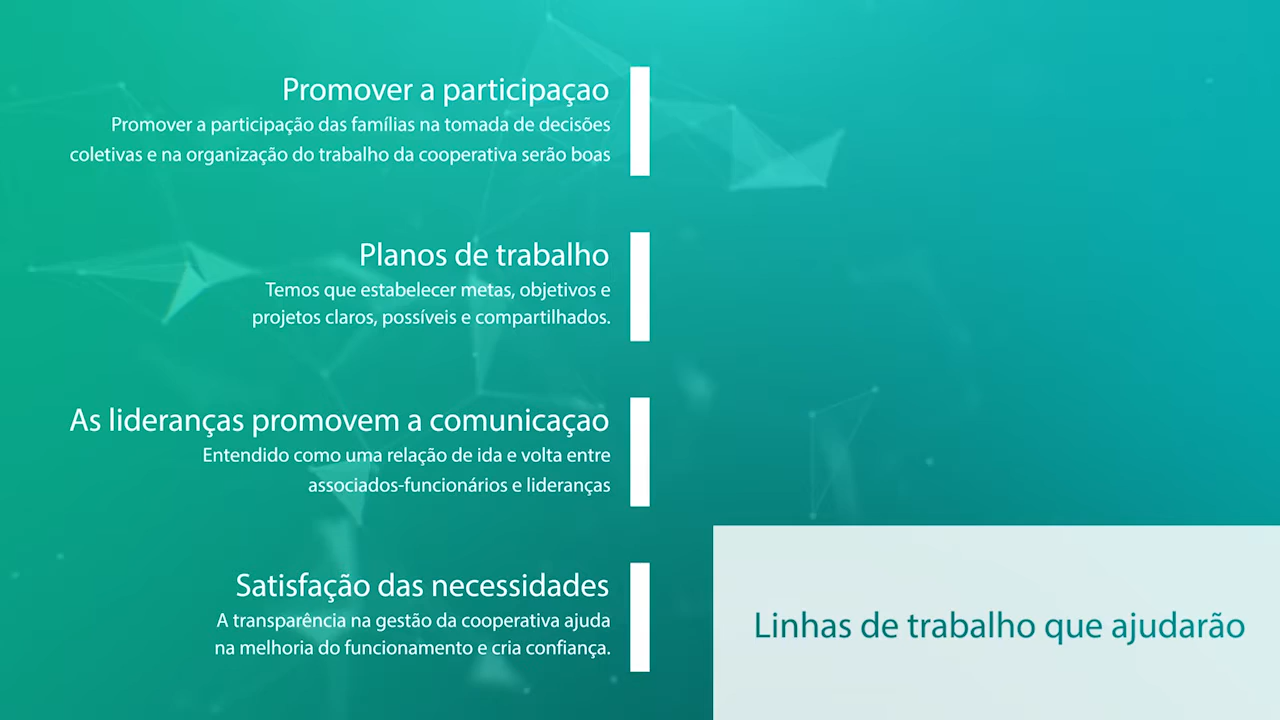 Promover a participaçao
Promover a participação das famílias na tomada de decisões
coletivas e na organização do trabalho da cooperativa serão boas
Planos de trabalho
Temos que estabelecer metas, objetivos e
projetos claros, possíveis e compartilhados.
As lideranças promovem a comunicaçao
Entendido como uma relação de ida e volta entre
associados-funcionários e lideranças
Satisfação das necessidades
A transparência na gestão da cooperativa ajuda
na melhoria do funcionamento e cria confiança.
Linhas de trabalho que ajudarão